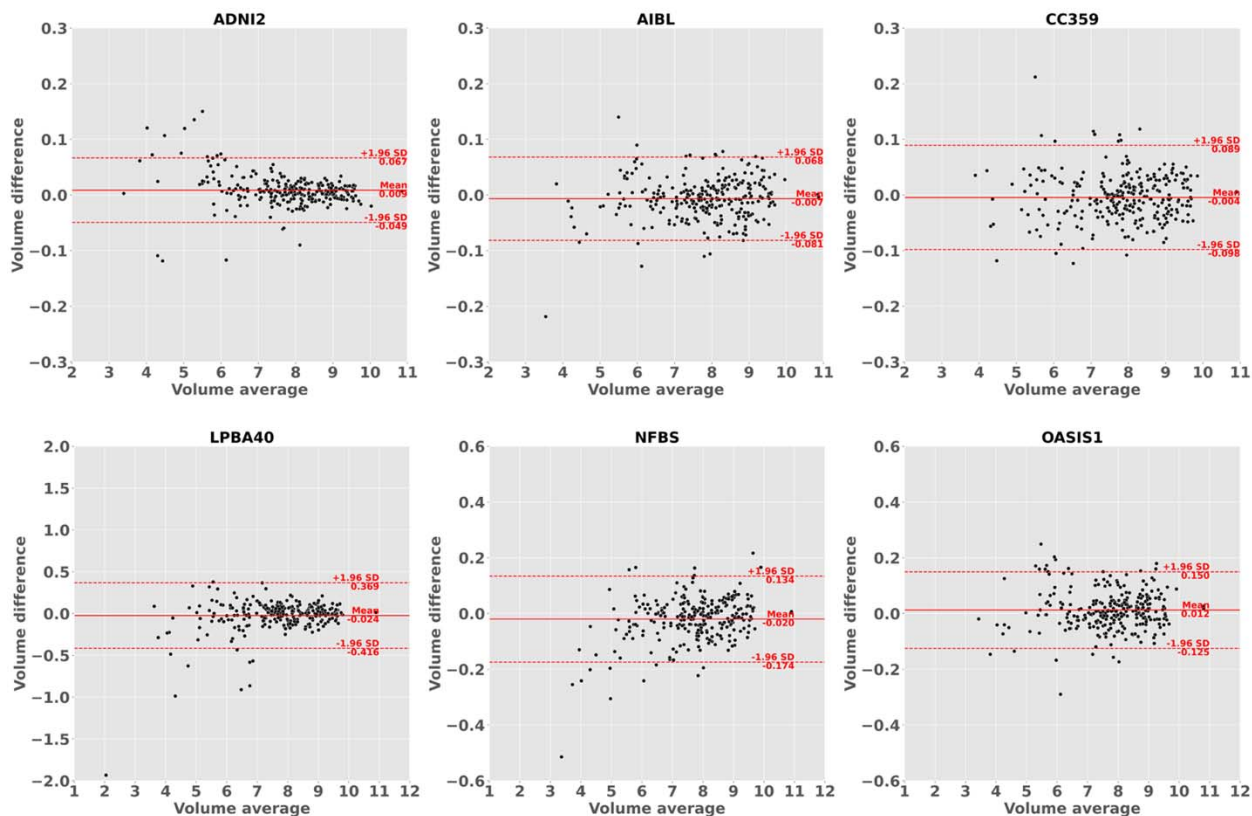 ADNI2
0.3
0.2
0.1
0.0
−0.1
−0.2
−0.3
Volume difference
+1.96 SD
0.067
Mean
0.009
-1.96 SD
-0.049
2 3 4 5 6 7 8 9 10 11
Volume average
AIBL
0.3
0.2
0.1
0.0
−0.1
−0.2
−0.3
Volume difference
+1.96 SD
0.068
Mean
-0.007
-1.96 SD
-0.081
2 3 4 5 6 7 8 9 10 11
Volume average
CC359
0.3
0.2
0.1
0.0
−0.1
−0.2
−0.3
Volume difference
+1.96 SD
0.089
Mean
-0.004
-1.96 SD
-0.098
2 3 4 5 6 7 8 9 10 11
Volume average
LPBA40
2.0
1.5
1.0
0.5
0.0
−0.5
−1.0
−1.5
−2.0
Volume difference
+1.96 SD
0.369
Mean
-0.024
-1.96 SD
-0.416
1 2 3 4 5 6 7 8 9 10 11 12
Volume average
NFBS
0.6
0.4
0.2
0.0
−0.2
−0.4
−0.6
Volume difference
+1.96 SD
0.134
Mean
-0.020
-1.96 SD
-0.174
1 2 3 4 5 6 7 8 9 10 11 12
Volume average
OASIS1
0.6
0.4
0.2
0.0
−0.2
−0.4
−0.6
Volume difference
+1.96 SD
0.150
Mean
0.012
-1.96 SD
-0.125
1 2 3 4 5 6 7 8 9 10 11 12
Volume average